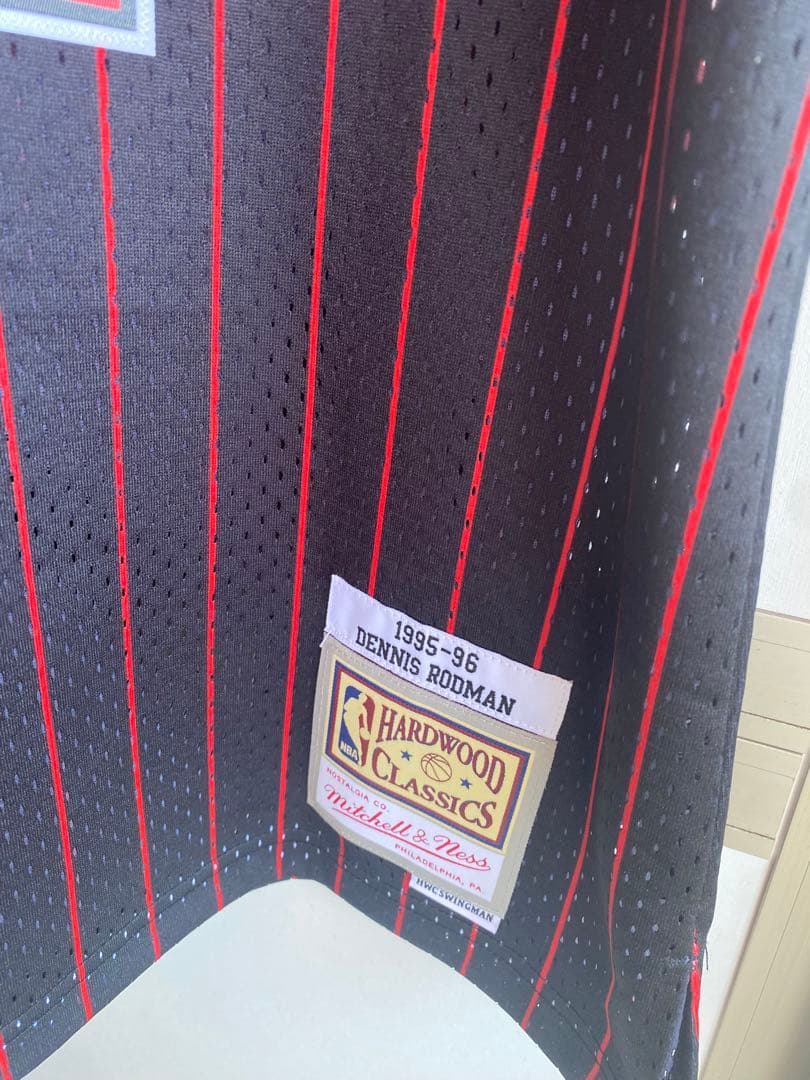 1995-96
DENNIS RODMAN
HARDWOOD
NBA
CLASSICS
NOSTALGIA CO.
Mitchell & Ness
PHILADELPHIA, PA
HWCSWINGMAN